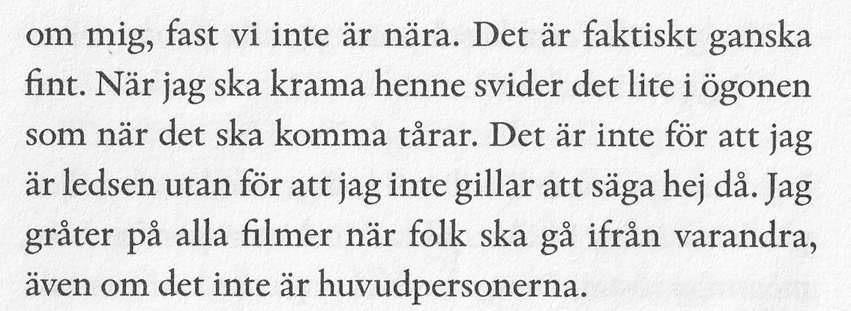 om mig, fast vi inte är nära. Det är faktiskt ganska
fint. När jag ska krama henne svider det lite i ögonen
som när det ska komma tårar. Det är inte för att jag
är ledsen utan för att jag inte gillar att säga hej då. Jag
gråter på alla filmer när folk ska gå ifrån varandra,
även om det inte är huvudpersonerna.